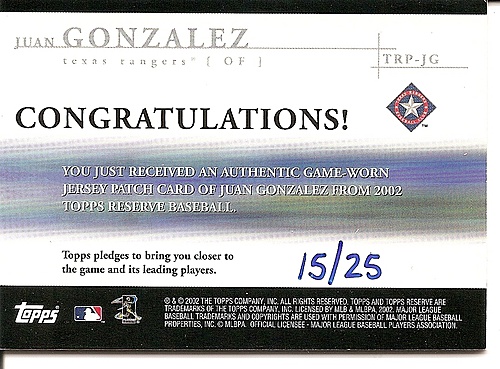 JUAN GONZALEZ
texas rangers® [ OF ]
TRP-JG
CONGRATULATIONS!
YOU JUST RECEIVED AN AUTHENTIC GAME-WORN
JERSEY PATCH CARD OF JUAN GONZALEZ FROM 2002
TOPPS RESERVE BASEBALL.
Topps pledges to bring you closer to
the game and its leading players.
15/25
Topps
® & © 2002 THE TOPPS COMPANY, INC. ALL RIGHTS RESERVED. TOPPS AND TOPPS RESERVE ARE
TRADEMARKS OF THE TOPPS COMPANY, INC. LICENSED BY MLB & MLBPA, 2002. MAJOR LEAGUE
BASEBALL TRADEMARKS AND COPYRIGHTS ARE USED WITH PERMISSION OF MAJOR LEAGUE BASEBALL
PROPERTIES, INC. © MLBPA. OFFICIAL LICENSEE - MAJOR LEAGUE BASEBALL PLAYERS ASSOCIATION.